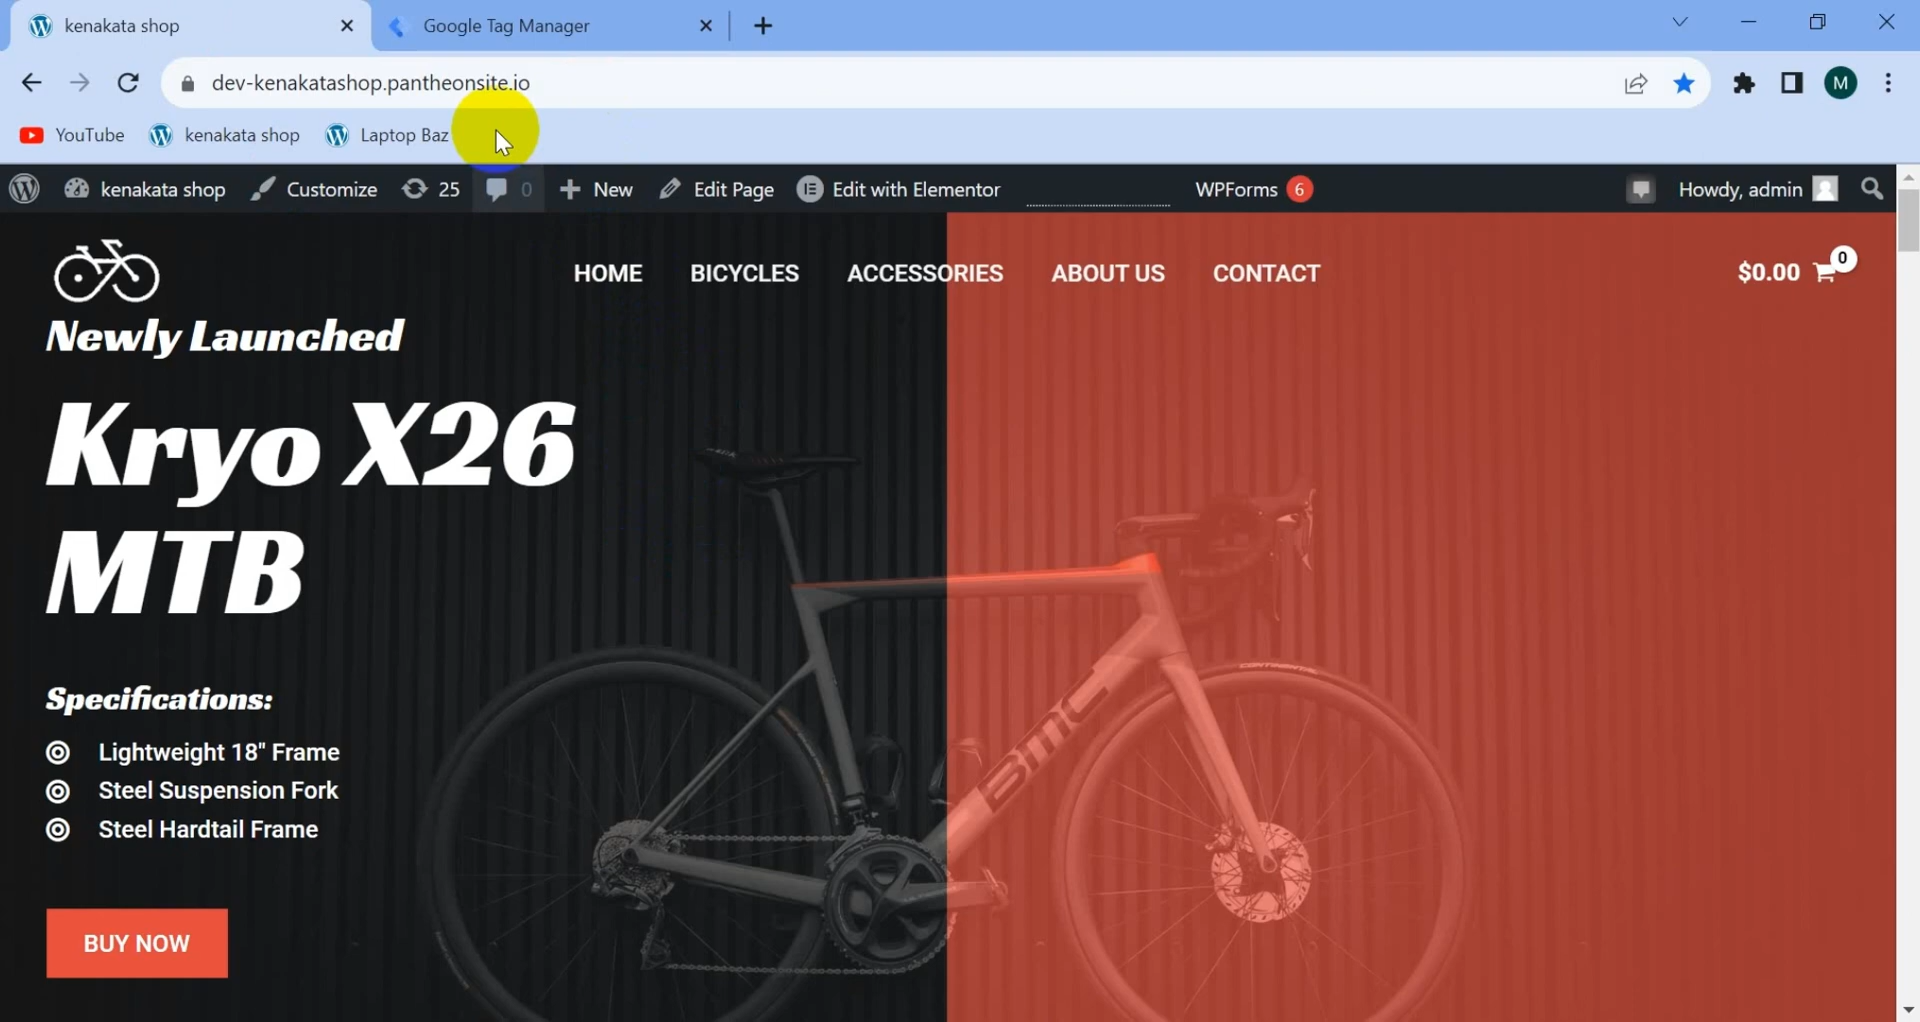 kenakata shop
Google Tag Manager
dev-kenakatashop.pantheonsite.io
M
YouTube
kenakata shop
Laptop Baz
kenakata shop
Customize
25
0
New
Edit Page
Edit with Elementor
WPForms 6
Howdy, admin
HOME
BICYCLES
ACCESSORIES
ABOUT US
CONTACT
$0.00
0
Newly Launched
Kryo X26
MTB
Specifications:
Lightweight 18" Frame
Steel Suspension Fork
Steel Hardtail Frame
BUY NOW
BMC
CONTINENTAL